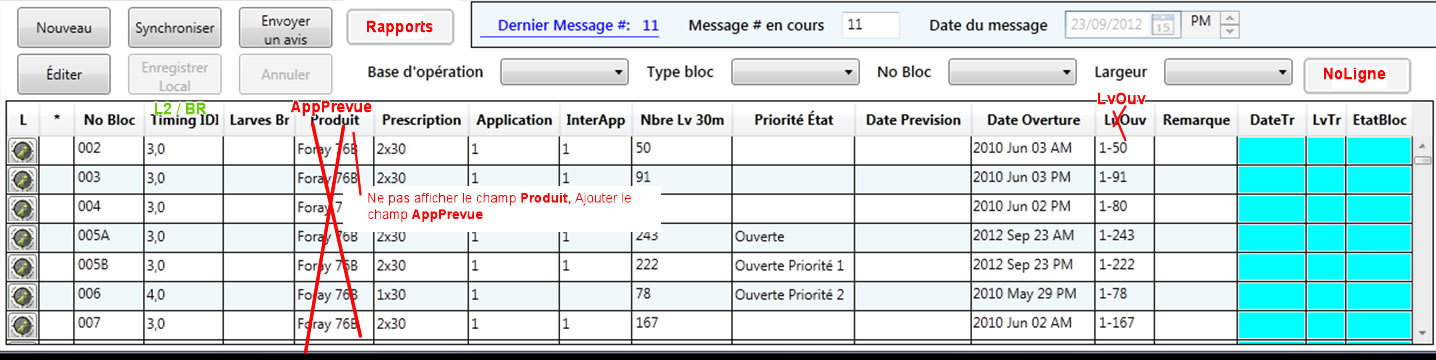 Nouveau Synchroniser Envoyer un avis Rapports Dernier Message #: 11 Message # en cours 11 Date du message 23/09/2012 15 PM
Éditer Enregistrer Local Annuler Base d'opération Type bloc No Bloc Largeur NoLigne
L2 / BR AppPrevue LvOuv
L * No Bloc Timing IDI Larves Br Produit Prescription Application InterApp Nbre Lv 30m Priorité État Date Prevision Date Overture LvOuv Remarque DateTr LvTr EtatBloc
002 3,0 Foray 76B 2x30 1 1 50 2010 Jun 03 AM 1-50
003 3,0 Foray 76B 2x30 1 1 91 2010 Jun 03 PM 1-91
004 3,0 Foray 7 2010 Jun 02 PM 1-80
Ne pas afficher le champ Produit, Ajouter le
champ AppPrevue
005A 3,0 Foray 76B 2x30 1 1 243 Ouverte 2012 Sep 23 AM 1-243
005B 3,0 Foray 76B 2x30 1 1 222 Ouverte Priorité 1 2012 Sep 23 PM 1-222
006 4,0 Foray 76B 1x30 1 78 Ouverte Priorité 2 2010 May 29 PM 1-78
007 3,0 Foray 76B 2x30 1 1 167 2010 Jun 02 AM 1-167